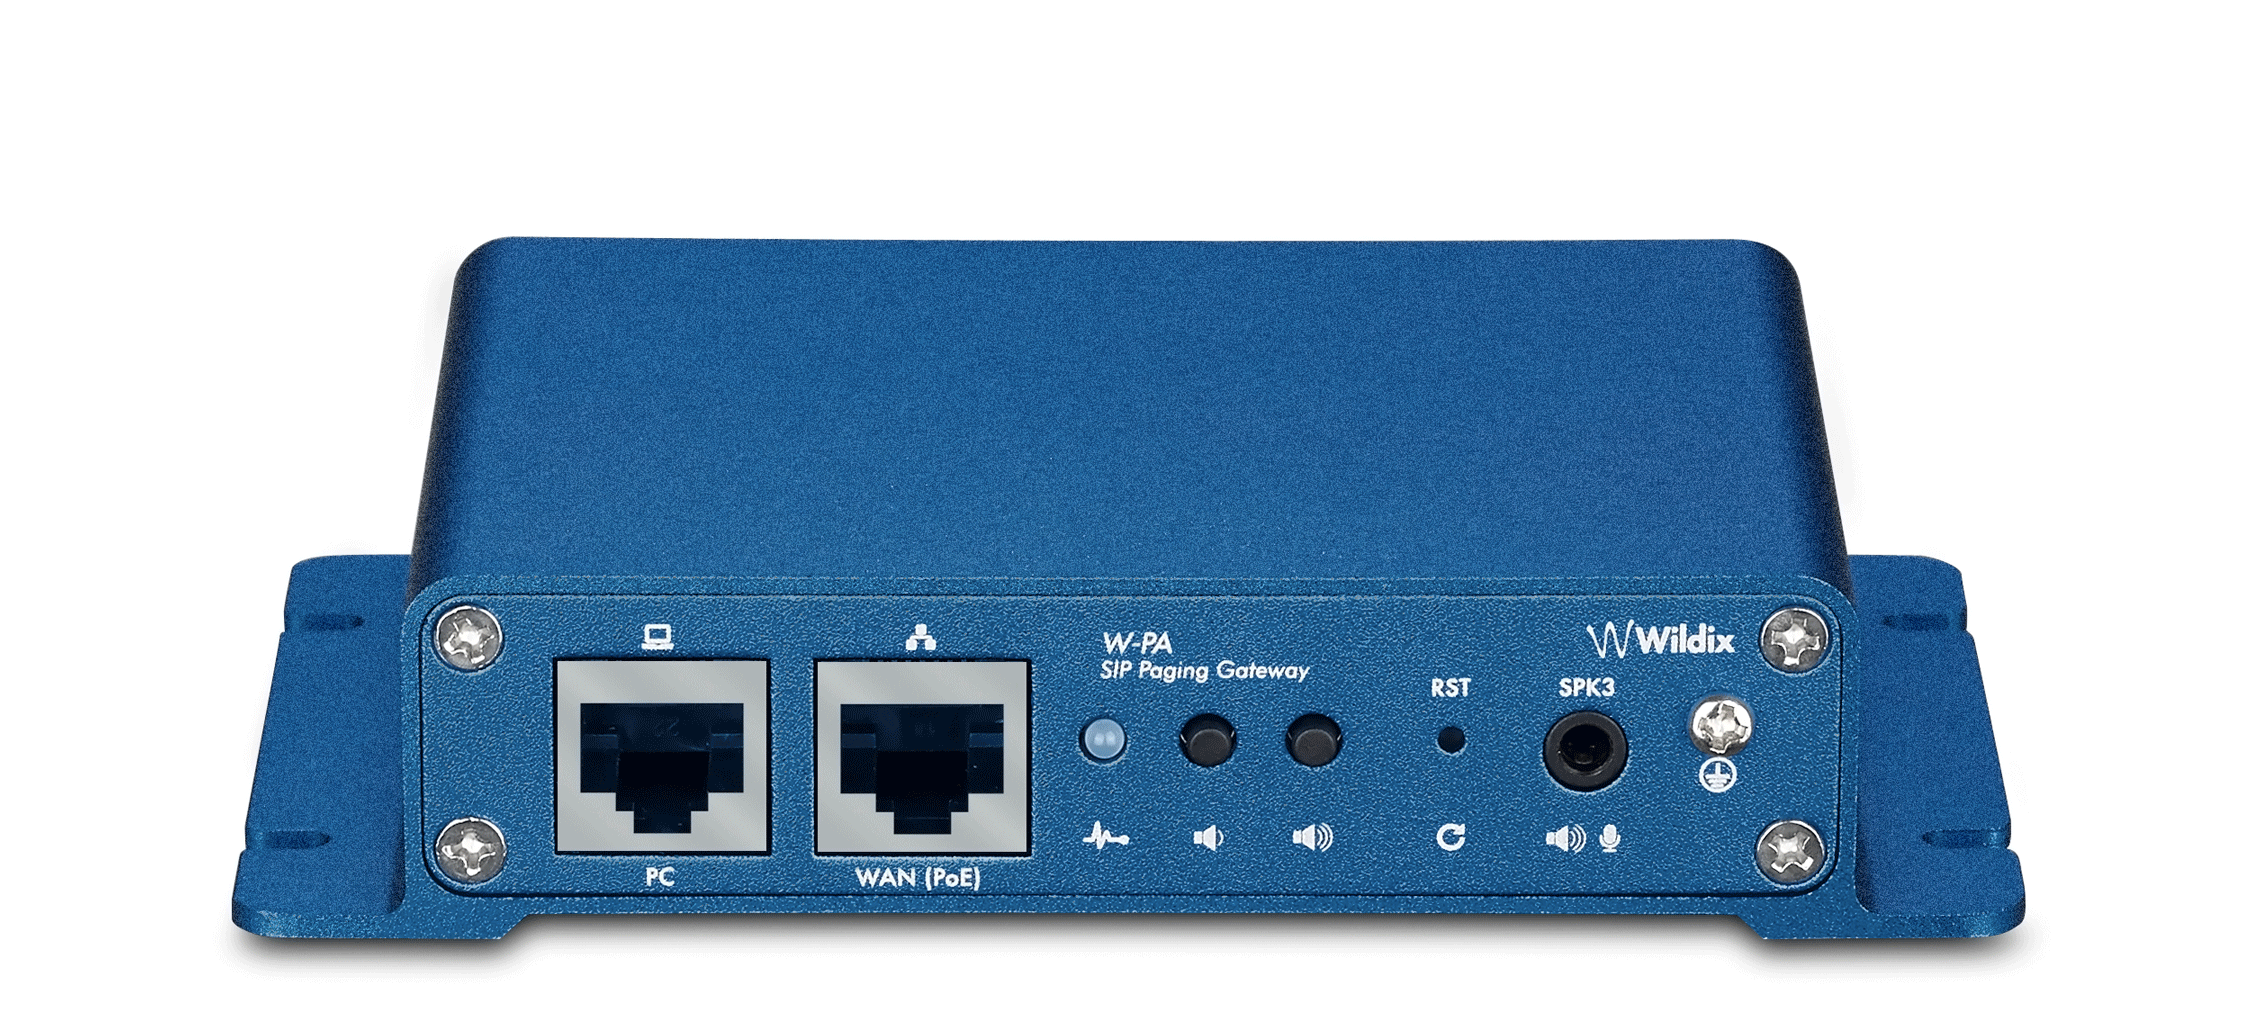 W-PA
SIP Paging Gateway
Wildix
RST
SPK3
PC
WAN (PoE)